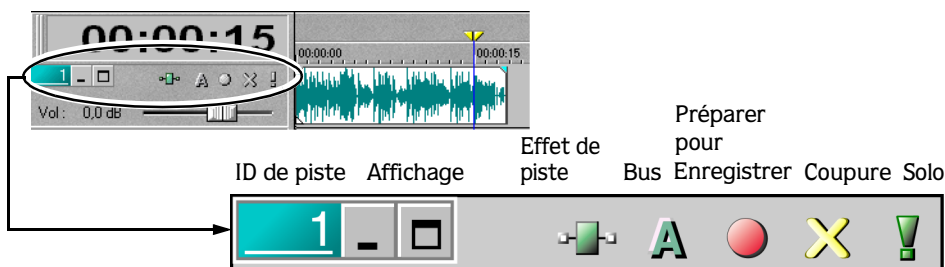 00:00:15
00:00:00 00:00:15
1
A
Vol: 0,0 dB
ID de piste
Affichage
Effet de
piste
Bus
Préparer
pour
Enregistrer
Coupure
Solo
1
A